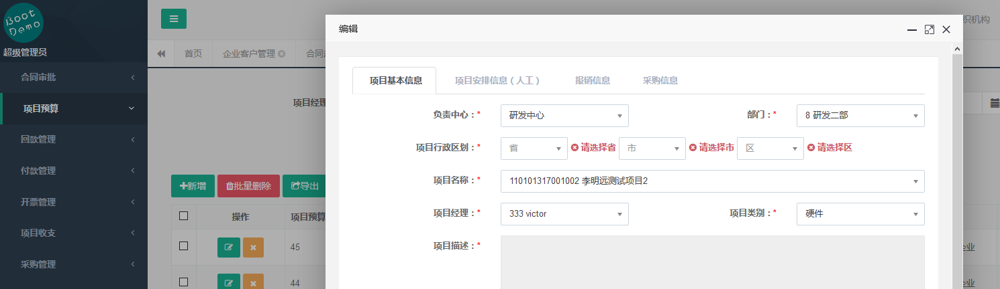 Boot
Demo
超级管理员
合同审批
项目预算
回款管理
付款管理
开票管理
项目收支
采购管理
首页
企业客户管理
项目经理
新增
批量删除
导出
操作
项目预算
45
44
编辑
项目基本信息
项目安排信息（人工）
报销信息
采购信息
负责中心：*
研发中心
部门：*
8 研发二部
项目行政区划：*
省
请选择省
市
请选择市
区
请选择区
项目名称：*
110101317001002 李明远测试项目2
项目经理：*
333 victor
项目类别：*
硬件
项目描述：*
织机构
企业
企业